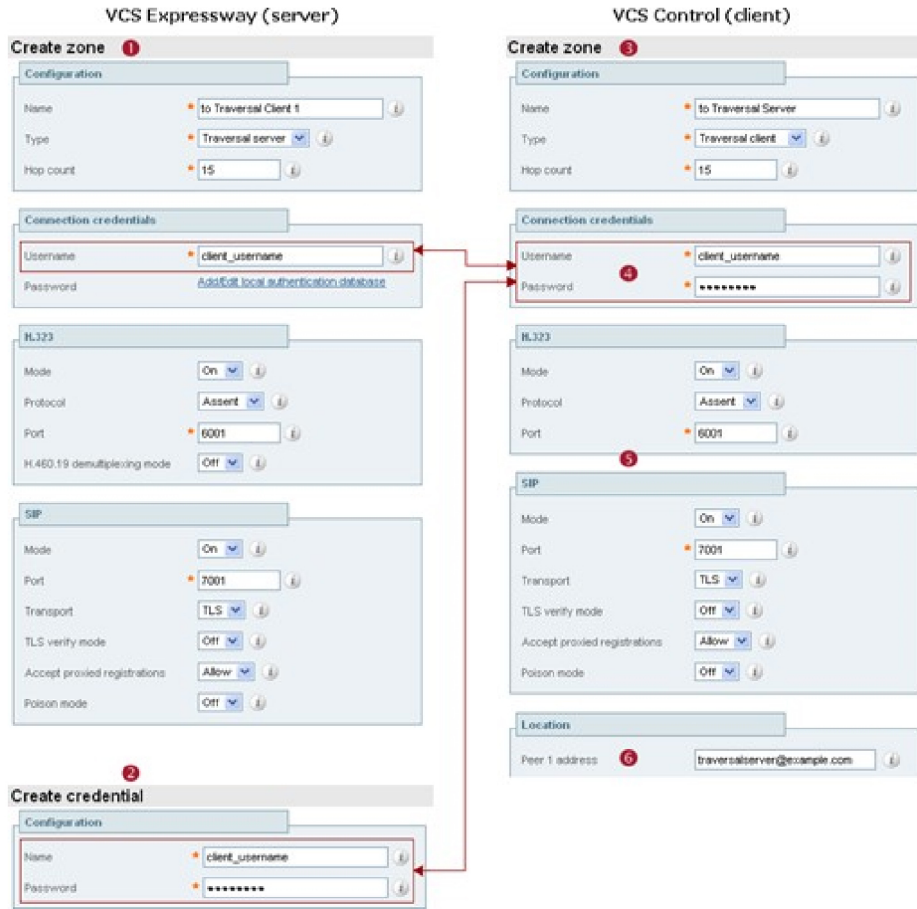 VCS Expressway (server)
Create zone 1
Configuration
Name * to Traversal Client 1 i
Type * Traversal server i
Hop count * 15 i
Connection credentials
Username * client_username i
Password Add/Edit local authentication database
H.323
Mode On i
Protocol Assent i
Port * 6001 i
H.460.19 demultiplexing mode Off i
SIP
Mode On i
Port * 7001 i
Transport TLS i
TLS verify mode Off i
Accept proxied registrations Allow i
Poison mode Off i
2
Create credential
Configuration
Name * client_username i
Password * •••••••• i
VCS Control (client)
Create zone 3
Configuration
Name * to Traversal Server i
Type * Traversal client i
Hop count * 15 i
Connection credentials
Username * client_username i
4
Password * •••••••• i
H.323
Mode On i
Protocol Assent i
Port * 6001 i
5
SIP
Mode On i
Port * 7001 i
Transport TLS i
TLS verify mode Off i
Accept proxied registrations Allow i
Poison mode Off i
Location
Peer 1 address 6 traversalserver@example.com i